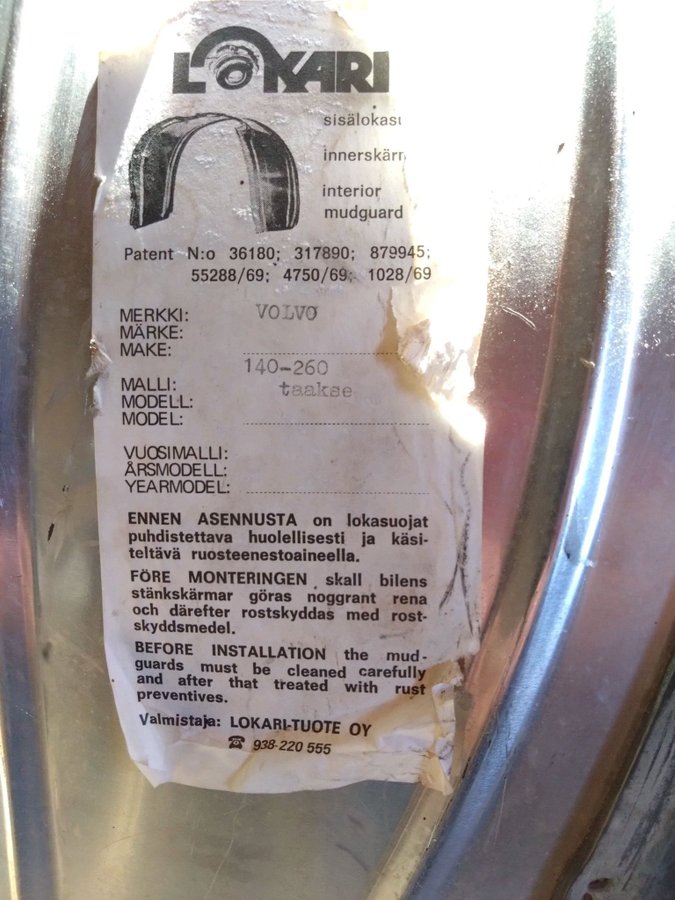 LOKARI
sisälokasu
innerskärm
interior
mudguard
Patent N:o 36180; 317890; 879945;
55288/69; 4750/69; 1028/69
MERKKI: VOLVO
MÄRKE:
MAKE:
140-260
MALLI: taakse
MODELL:
MODEL:
VUOSIMALLI:
ÅRSMODELL:
YEARMODEL:
ENNEN ASENNUSTA on lokasuojat
puhdistettava huolellisesti ja käsi-
teltävä ruosteenestoaineella.
FÖRE MONTERINGEN skall bilens
stänkskärmar göras noggrant rena
och därefter rostskyddas med rost-
skyddsmedel.
BEFORE INSTALLATION the mud-
guards must be cleaned carefully
and after that treated with rust
preventives.
Valmistaja: LOKARI-TUOTE OY
☎ 938-220 555